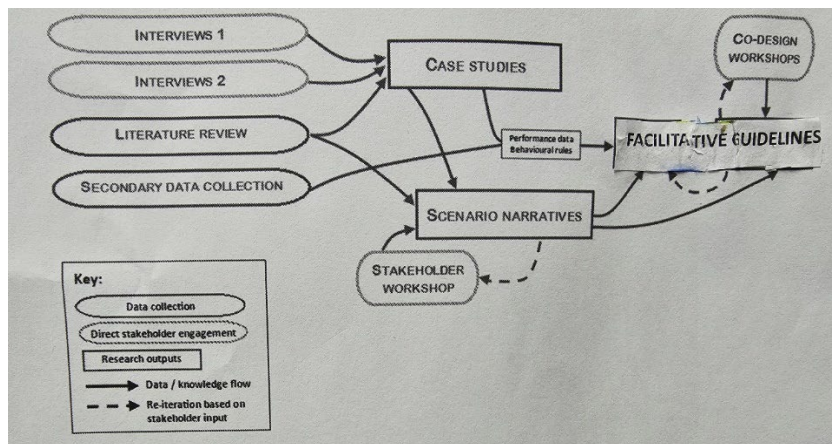 INTERVIEWS 1
INTERVIEWS 2
LITERATURE REVIEW
SECONDARY DATA COLLECTION
CASE STUDIES
Performance data
Behavioural rules
CO-DESIGN
WORKSHOPS
FACILITATIVE GUIDELINES
SCENARIO NARRATIVES
STAKEHOLDER
WORKSHOP
Key:
Data collection
Direct stakeholder engagement
Research outputs
Data / knowledge flow
Re-iteration based on
stakeholder input